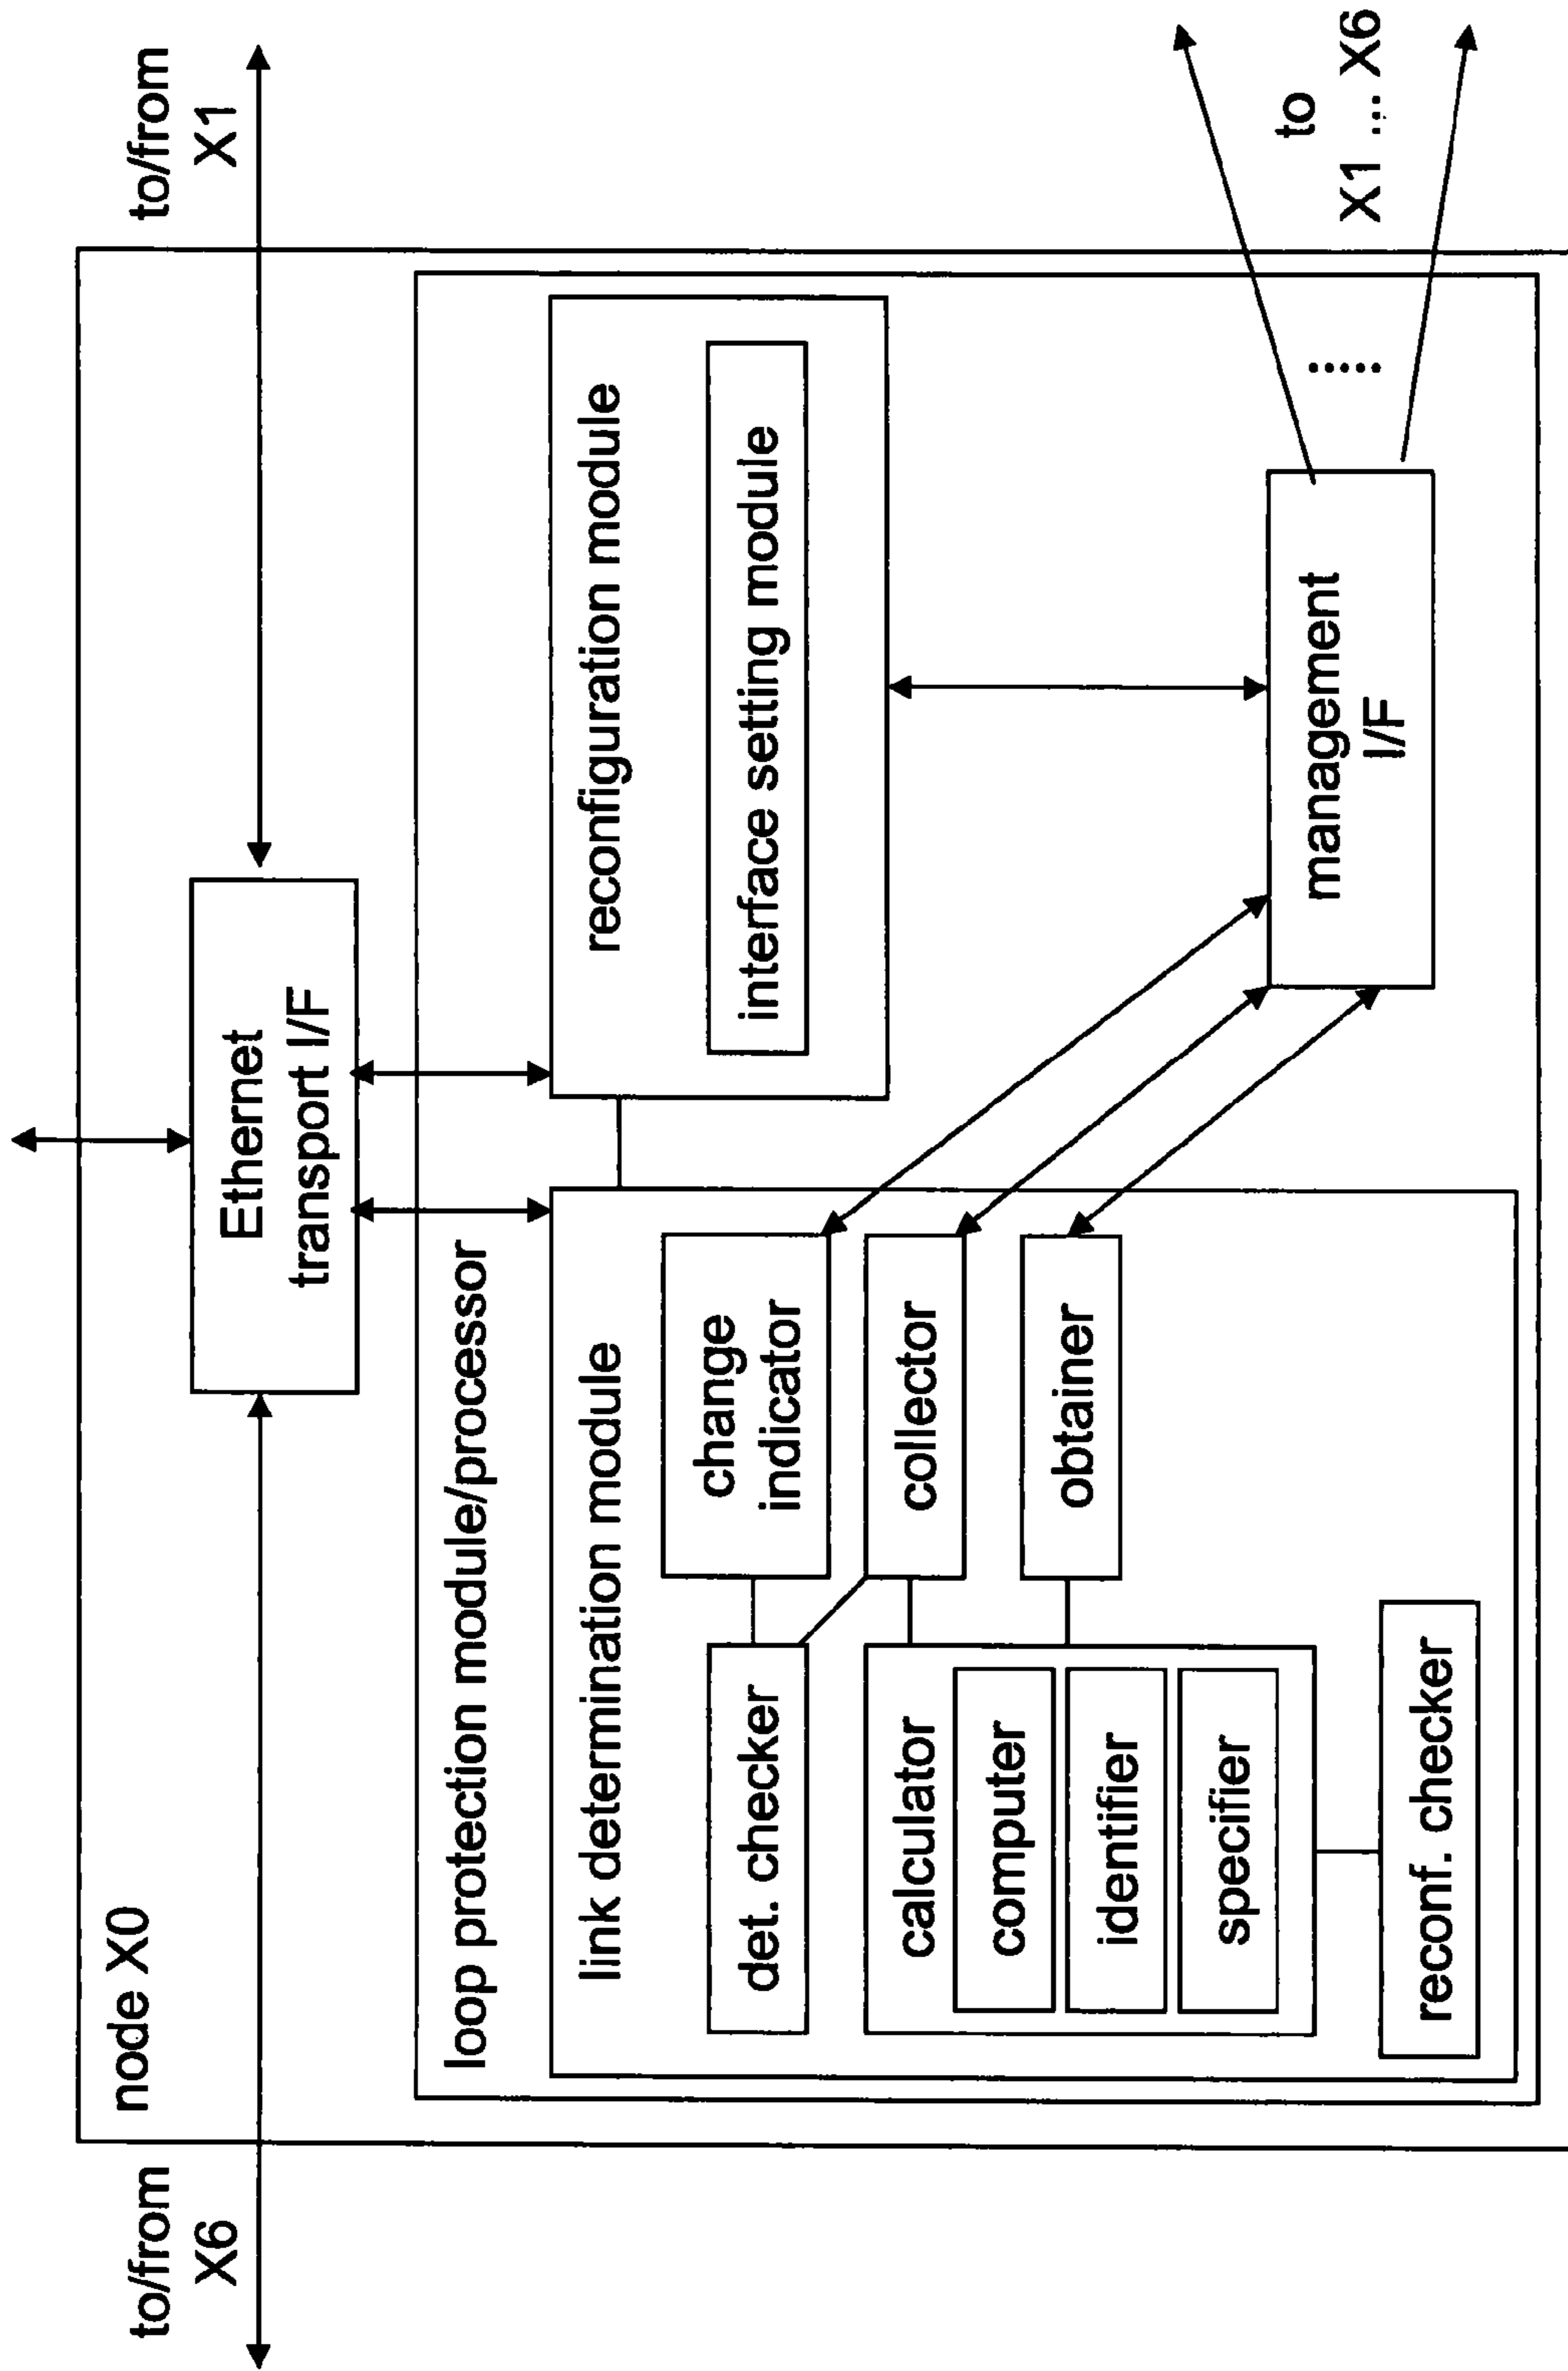 to/from
X6
node X0
Ethernet
transport I/F
to/from
X1
loop protection module/processor
link determination module
det. checker
change
indicator
calculator
computer
identifier
specifier
collector
obtainer
reconf. checker
reconfiguration module
interface setting module
management
I/F
to
X1 ... X6